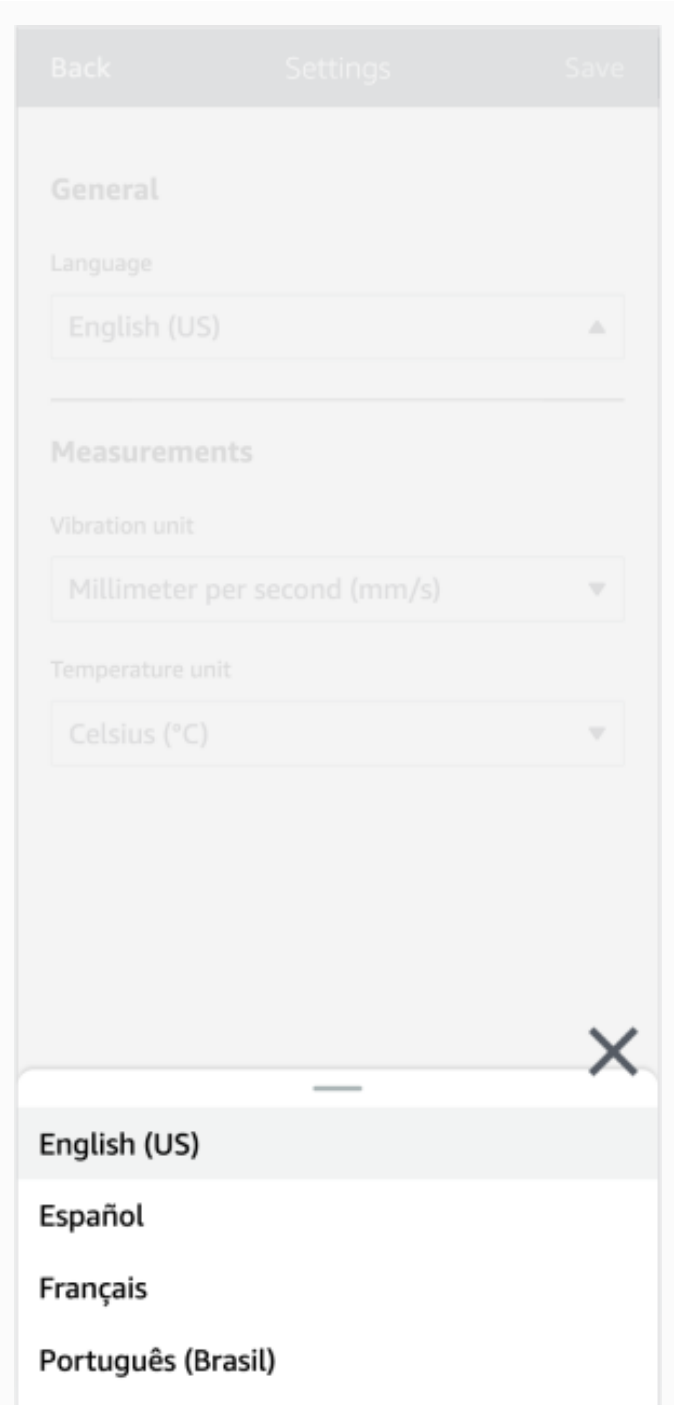 Back Settings Save
General
Language
English (US)
Measurements
Vibration unit
Millimeter per second (mm/s)
Temperature unit
Celsius (°C)
English (US)
Español
Français
Português (Brasil)